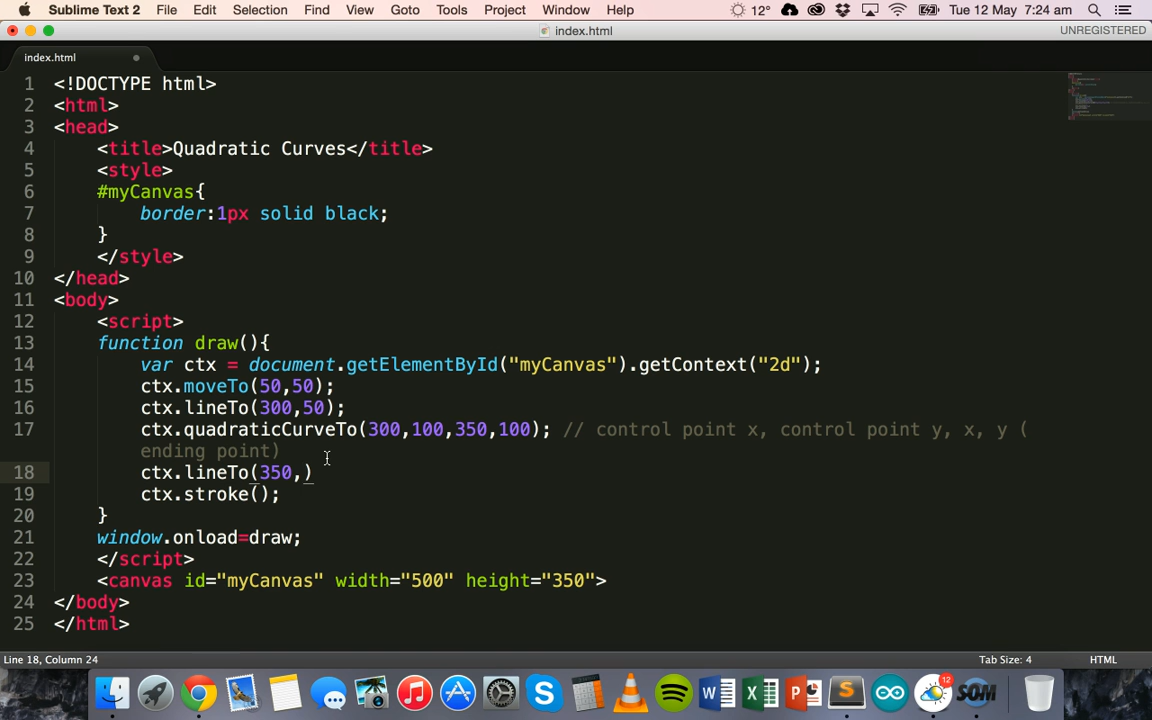 Sublime Text 2 File Edit Selection Find View Goto Tools Project Window Help 12° Tue 12 May 7:24 am
index.html UNREGISTERED
index.html
1 <!DOCTYPE html>
2 <html>
3 <head>
4 <title>Quadratic Curves</title>
5 <style>
6 #myCanvas{
7 border:1px solid black;
8 }
9 </style>
10 </head>
11 <body>
12 <script>
13 function draw(){
14 var ctx = document.getElementById("myCanvas").getContext("2d");
15 ctx.moveTo(50,50);
16 ctx.lineTo(300,50);
17 ctx.quadraticCurveTo(300,100,350,100); // control point x, control point y, x, y (
ending point)
18 ctx.lineTo(350,)
19 ctx.stroke();
20 }
21 window.onload=draw;
22 </script>
23 <canvas id="myCanvas" width="500" height="350">
24 </body>
25 </html>
Line 18, Column 24 Tab Size: 4 HTML
12
W X P S SOM